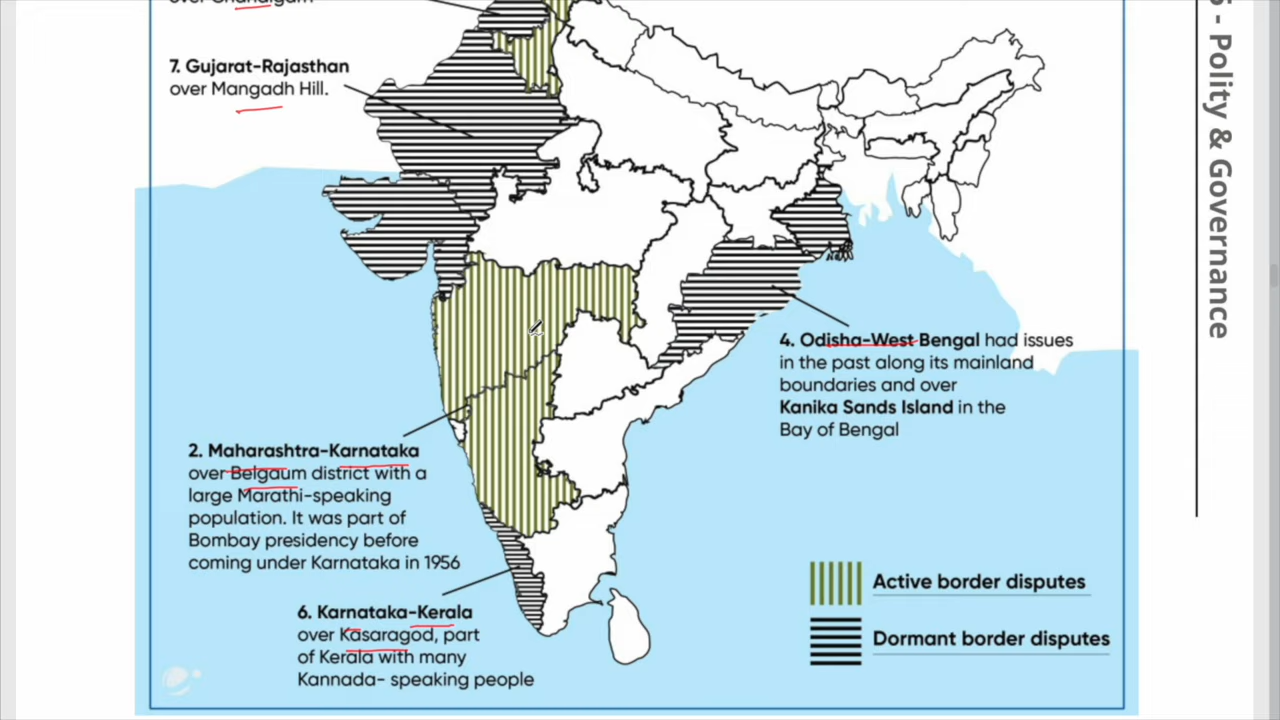 over Chandigarh
7. Gujarat-Rajasthan
over Mangadh Hill.
5 - Polity & Governance
4. Odisha-West Bengal had issues
in the past along its mainland
boundaries and over
Kanika Sands Island in the
Bay of Bengal
2. Maharashtra-Karnataka
over Belgaum district with a
large Marathi-speaking
population. It was part of
Bombay presidency before
coming under Karnataka in 1956
6. Karnataka-Kerala
over Kasaragod, part
of Kerala with many
Kannada- speaking people
Active border disputes
Dormant border disputes